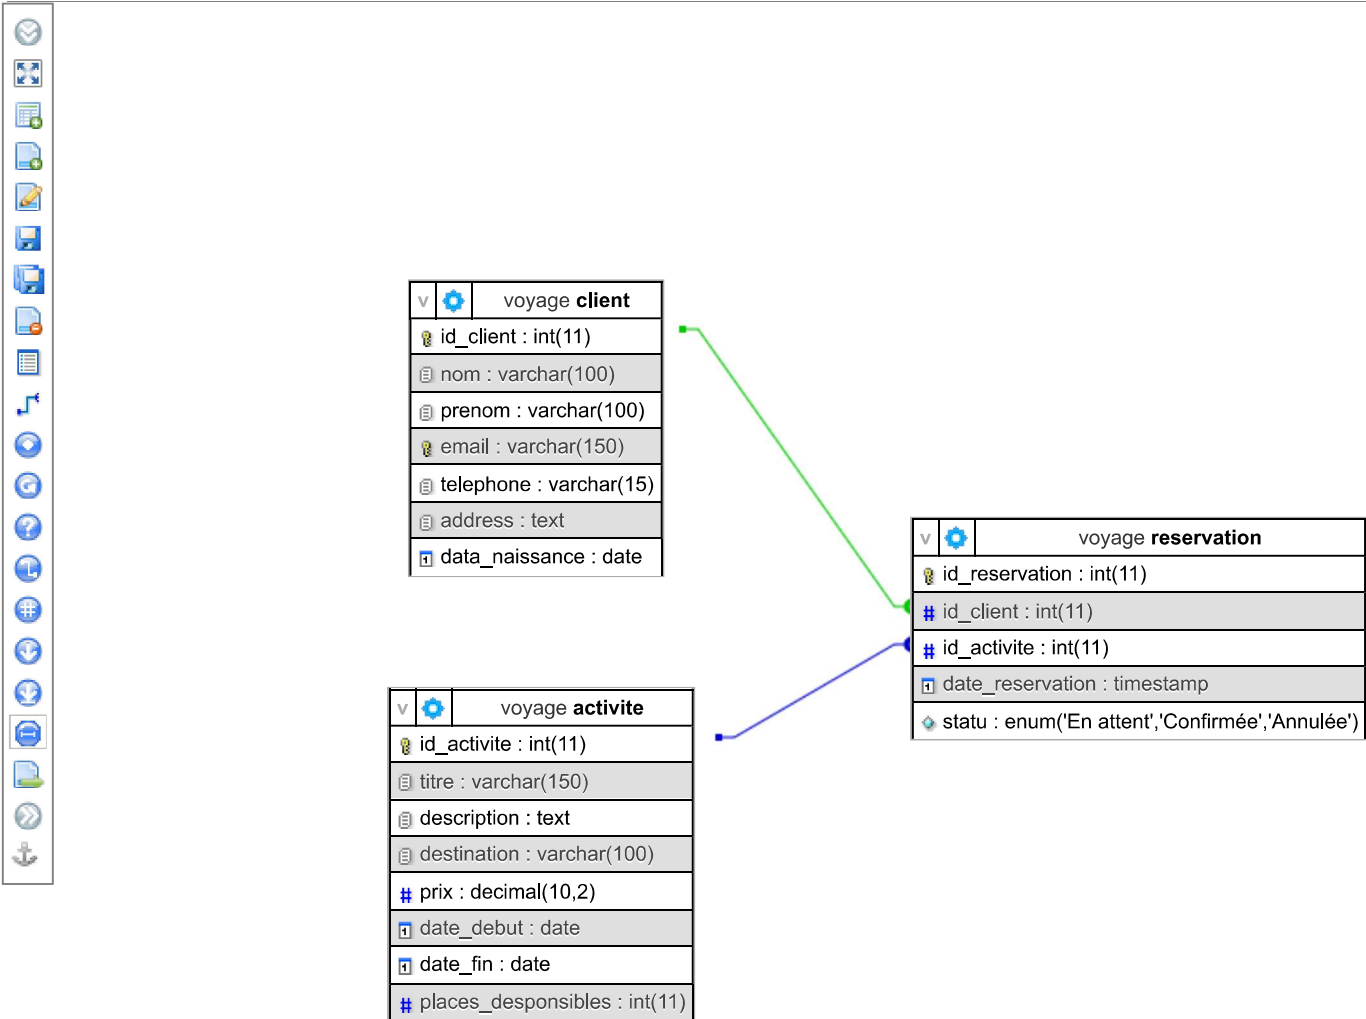 v voyage client
id_client : int(11)
nom : varchar(100)
prenom : varchar(100)
email : varchar(150)
telephone : varchar(15)
address : text
data_naissance : date
v voyage reservation
id_reservation : int(11)
# id_client : int(11)
# id_activite : int(11)
date_reservation : timestamp
statu : enum('En attent','Confirmée','Annulée')
v voyage activite
id_activite : int(11)
titre : varchar(150)
description : text
destination : varchar(100)
# prix : decimal(10,2)
date_debut : date
date_fin : date
# places_desponsibles : int(11)